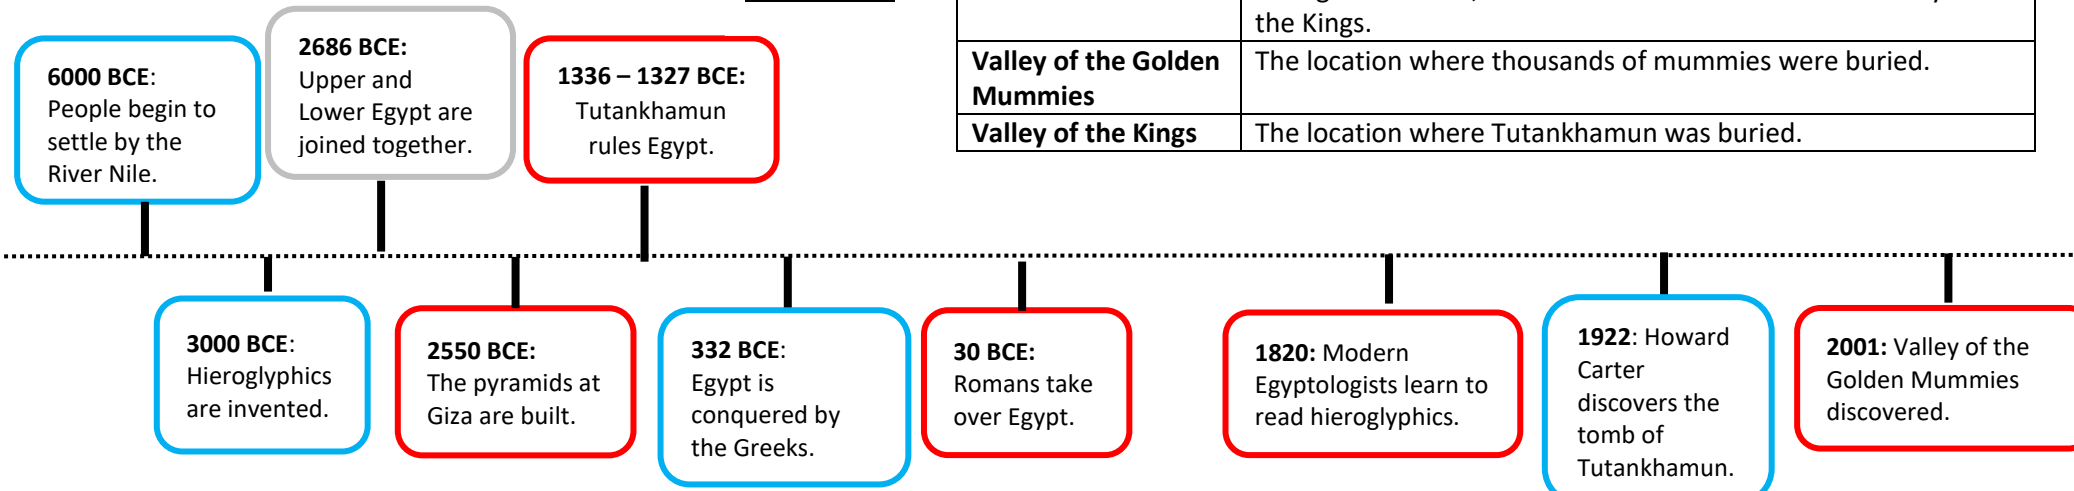 the Kings.
Valley of the Golden
Mummies
The location where thousands of mummies were buried.
Valley of the Kings
The location where Tutankhamun was buried.
6000 BCE:
People begin to
settle by the
River Nile.
2686 BCE:
Upper and
Lower Egypt are
joined together.
1336 – 1327 BCE:
Tutankhamun
rules Egypt.
3000 BCE:
Hieroglyphics
are invented.
2550 BCE:
The pyramids at
Giza are built.
332 BCE:
Egypt is
conquered by
the Greeks.
30 BCE:
Romans take
over Egypt.
1820: Modern
Egyptologists learn to
read hieroglyphics.
1922: Howard
Carter
discovers the
tomb of
Tutankhamun.
2001: Valley of the
Golden Mummies
discovered.